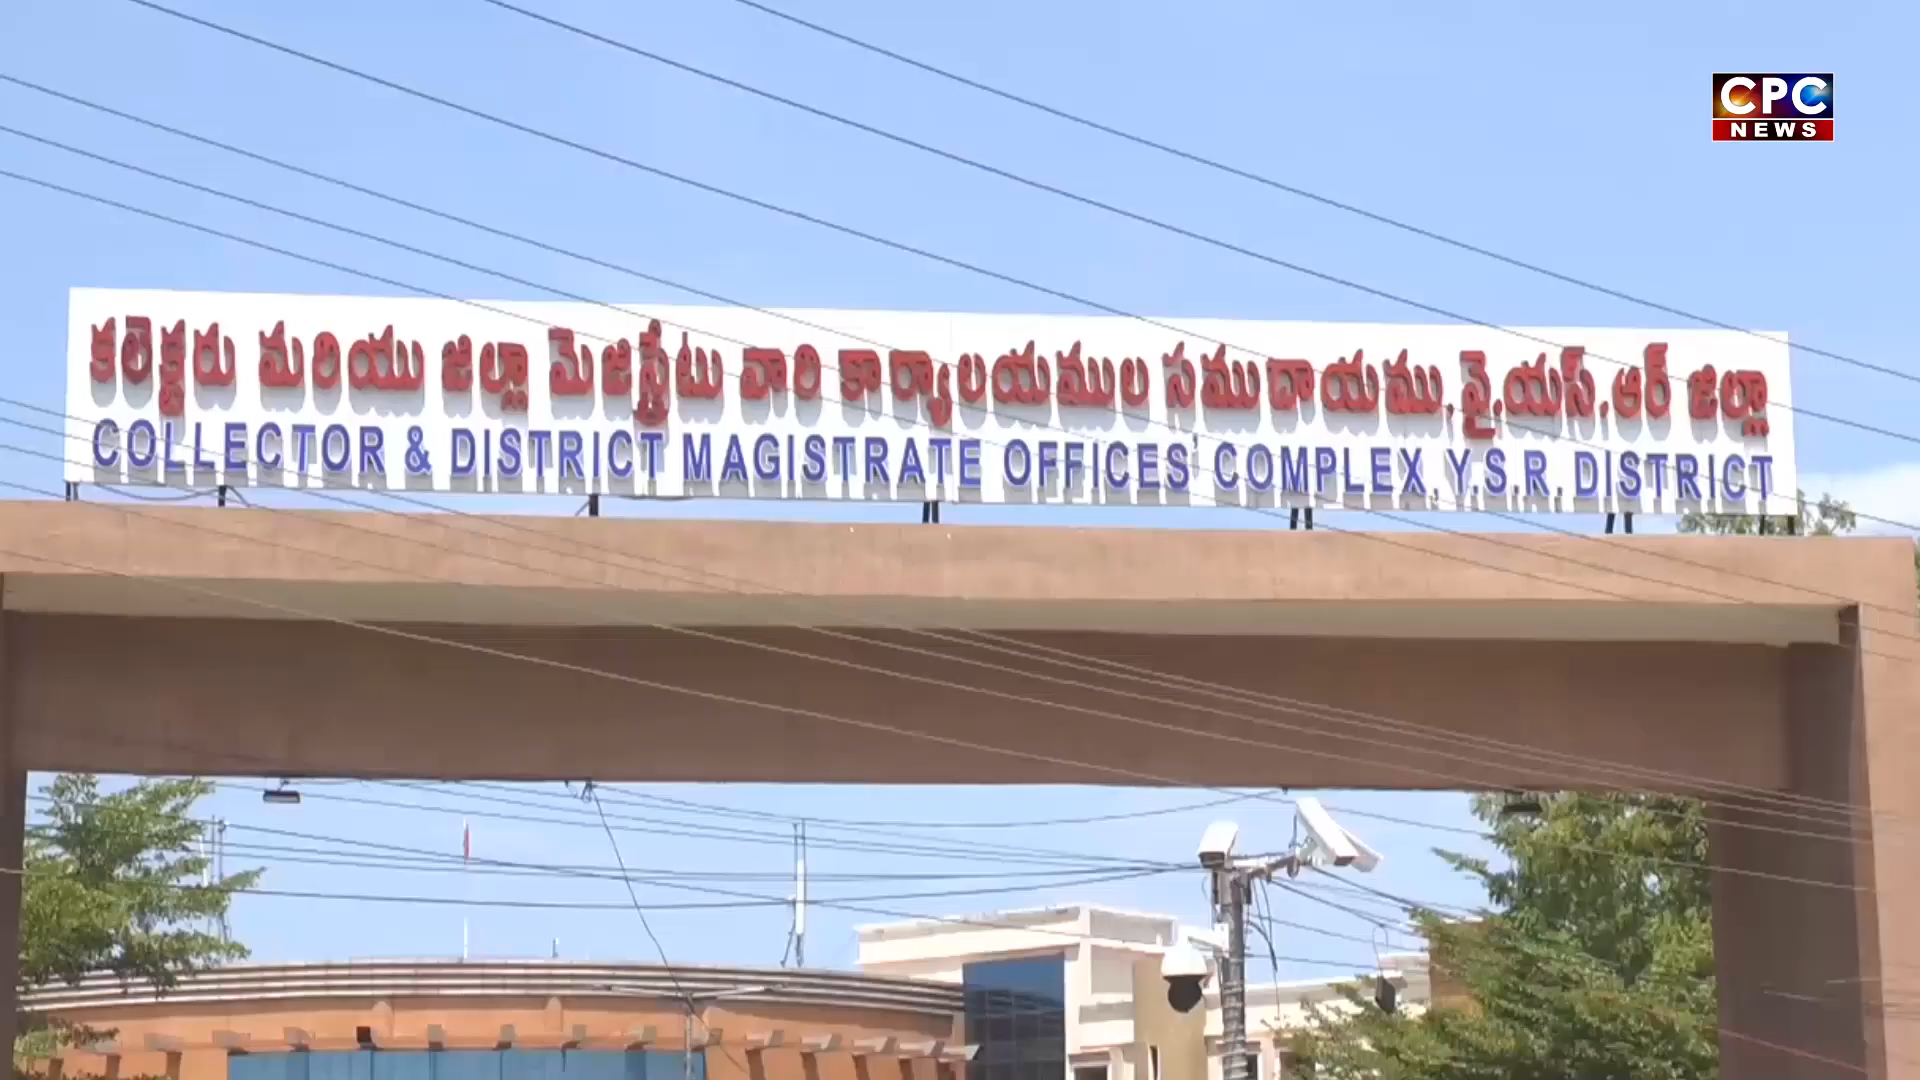 CPC
NEWS
కలెక్టరు మరియు జిల్లా మెజిస్ట్రేటు వారి కార్యాలయముల సముదాయము, వై.యస్.ఆర్ జిల్లా
COLLECTOR & DISTRICT MAGISTRATE OFFICES' COMPLEX, Y.S.R. DISTRICT